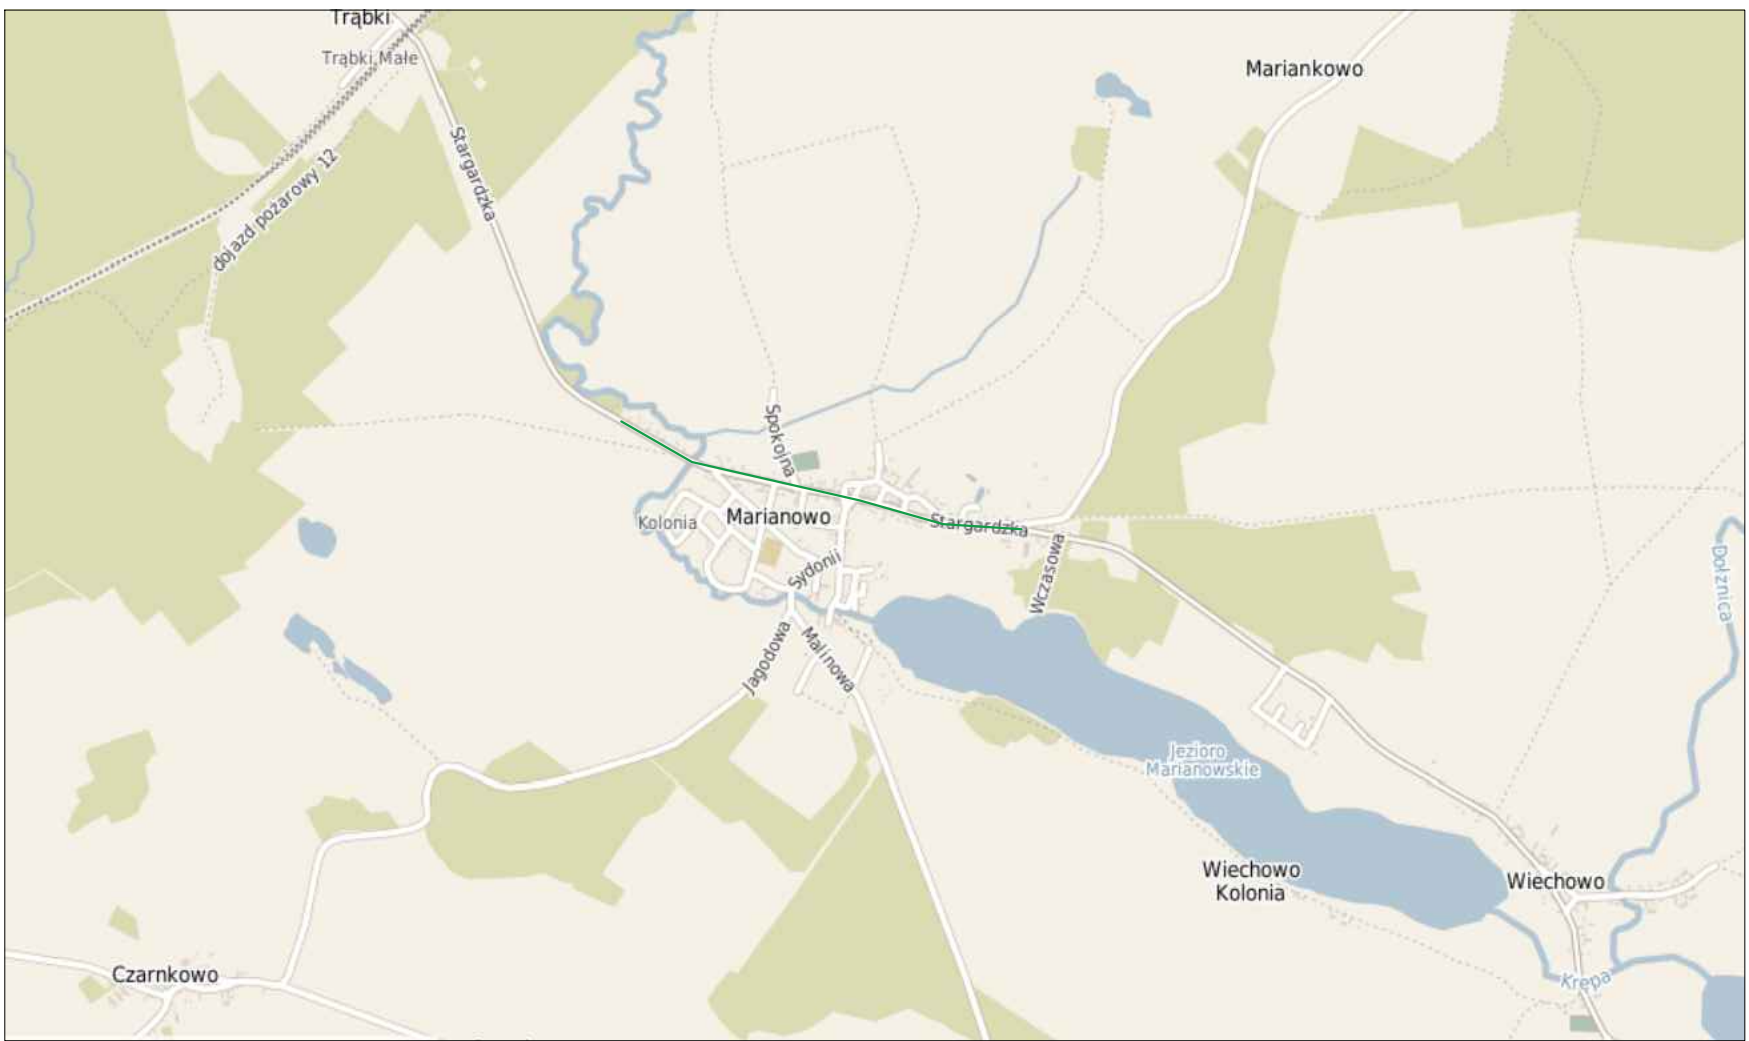 Trąbki
Trąbki Małe
Mariankowo
Stargardzka
dojazd pożarowy 12
Spokojna
Marianowo
Kolonia
Stargardzka
Sydonii
Wczasowa
Dołznica
Jagodowa
Malinowa
Jezioro
Marianowskie
Wiechowo
Kolonia
Wiechowo
Czarnkowo
Krępa